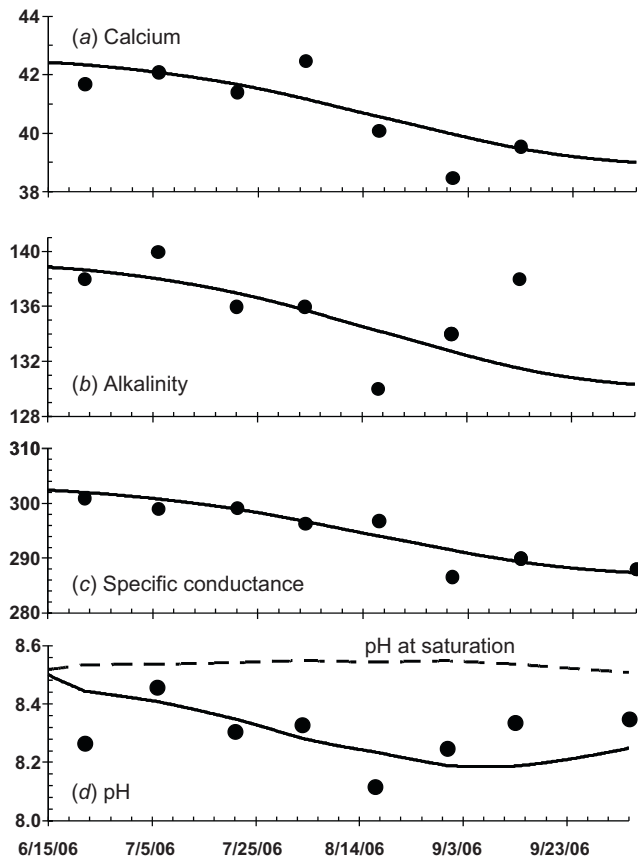 44
(a) Calcium
42
40
38
140
136
132
(b) Alkalinity
128
310
300
290
(c) Specific conductance
280
8.6
pH at saturation
8.4
8.2
(d) pH
8.0
6/15/06 7/5/06 7/25/06 8/14/06 9/3/06 9/23/06